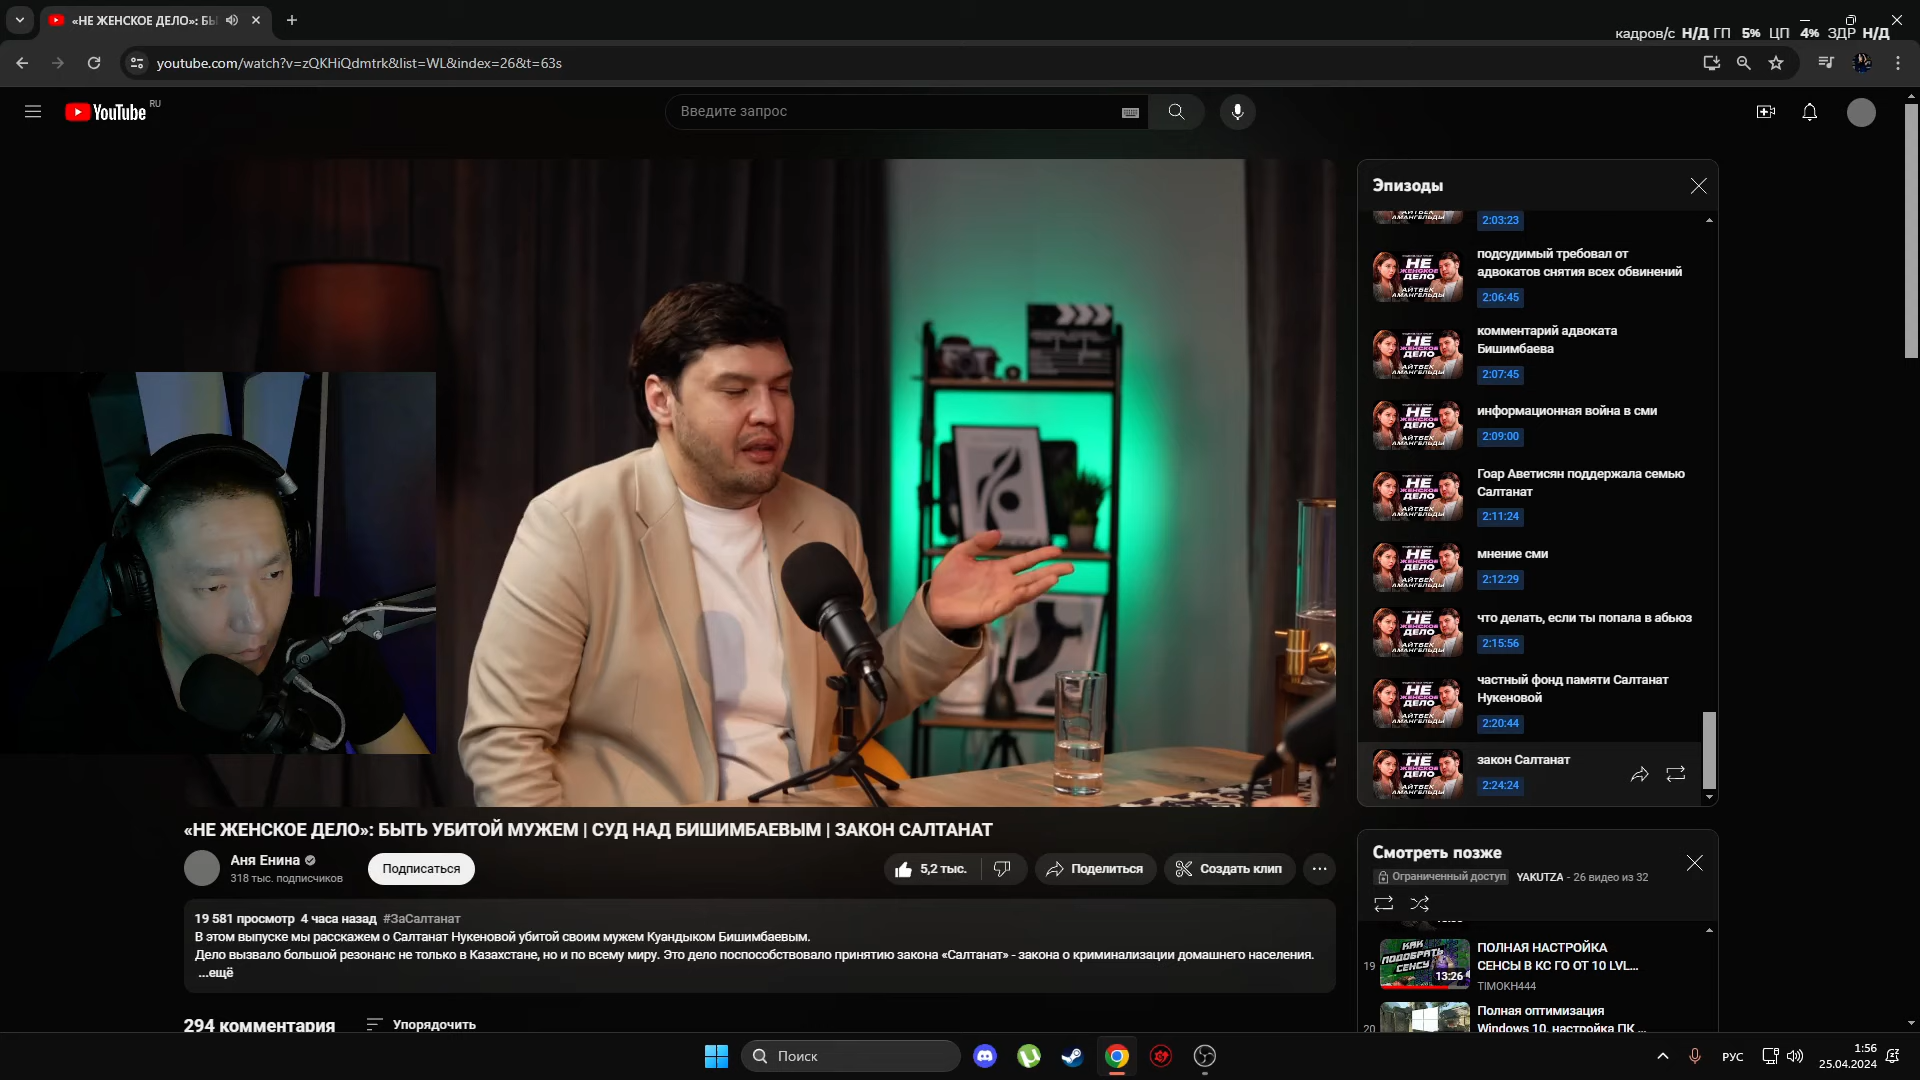 «НЕ ЖЕНСКОЕ ДЕЛО»: БЫ
кадров/с Н/Д ГП 5% ЦП 4% ЗДР Н/Д
youtube.com/watch?v=zQKHiQdmtrk&list=WL&index=26&t=63s
YouTube RU
Введите запрос
Эпизоды
2:03:23
подсудимый требовал от
адвокатов снятия всех обвинений
2:06:45
комментарий адвоката
Бишимбаева
2:07:45
информационная война в сми
2:09:00
Гоар Аветисян поддержала семью
Салтанат
2:11:24
мнение сми
2:12:29
что делать, если ты попала в абьюз
2:15:56
частный фонд памяти Салтанат
Нукеновой
2:20:44
закон Салтанат
2:24:24
НЕ
ЖЕНСКОЕ
ДЕЛО
АЙТБЕК
АМАНГЕЛЬДЫ
«НЕ ЖЕНСКОЕ ДЕЛО»: БЫТЬ УБИТОЙ МУЖЕМ | СУД НАД БИШИМБАЕВЫМ | ЗАКОН САЛТАНАТ
Аня Енина
318 тыс. подписчиков
Подписаться
5,2 тыс.
Поделиться
Создать клип
19 581 просмотр 4 часа назад #ЗаСалтанат
В этом выпуске мы расскажем о Салтанат Нукеновой убитой своим мужем Куандыком Бишимбаевым.
Дело вызвало большой резонанс не только в Казахстане, но и по всему миру. Это дело поспособствовало принятию закона «Салтанат» - закона о криминализации домашнего населения.
...ещё
294 комментария
Упорядочить
Смотреть позже
Ограниченный доступ YAKUTZA - 26 видео из 32
19
КАК
ПОДОБРАТЬ
СЕНСУ
13:26
ПОЛНАЯ НАСТРОЙКА
СЕНСЫ В КС ГО ОТ 10 LVL...
TIMOKH444
20
Полная оптимизация
Windows 10, настройка ПК ...
Поиск
РУС
1:56
25.04.2024